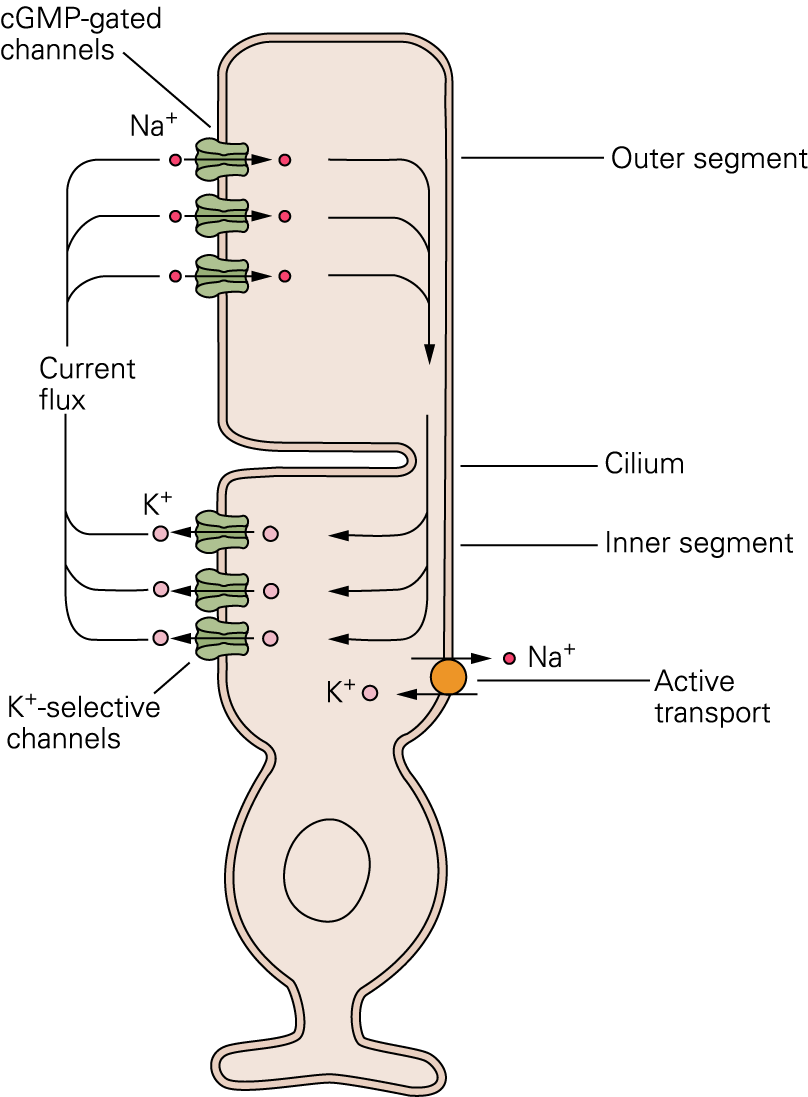 cGMP-gated
channels
Na⁺
Outer segment
Current
flux
Cilium
K⁺
Inner segment
Na⁺
K⁺
Active
transport
K⁺-selective
channels